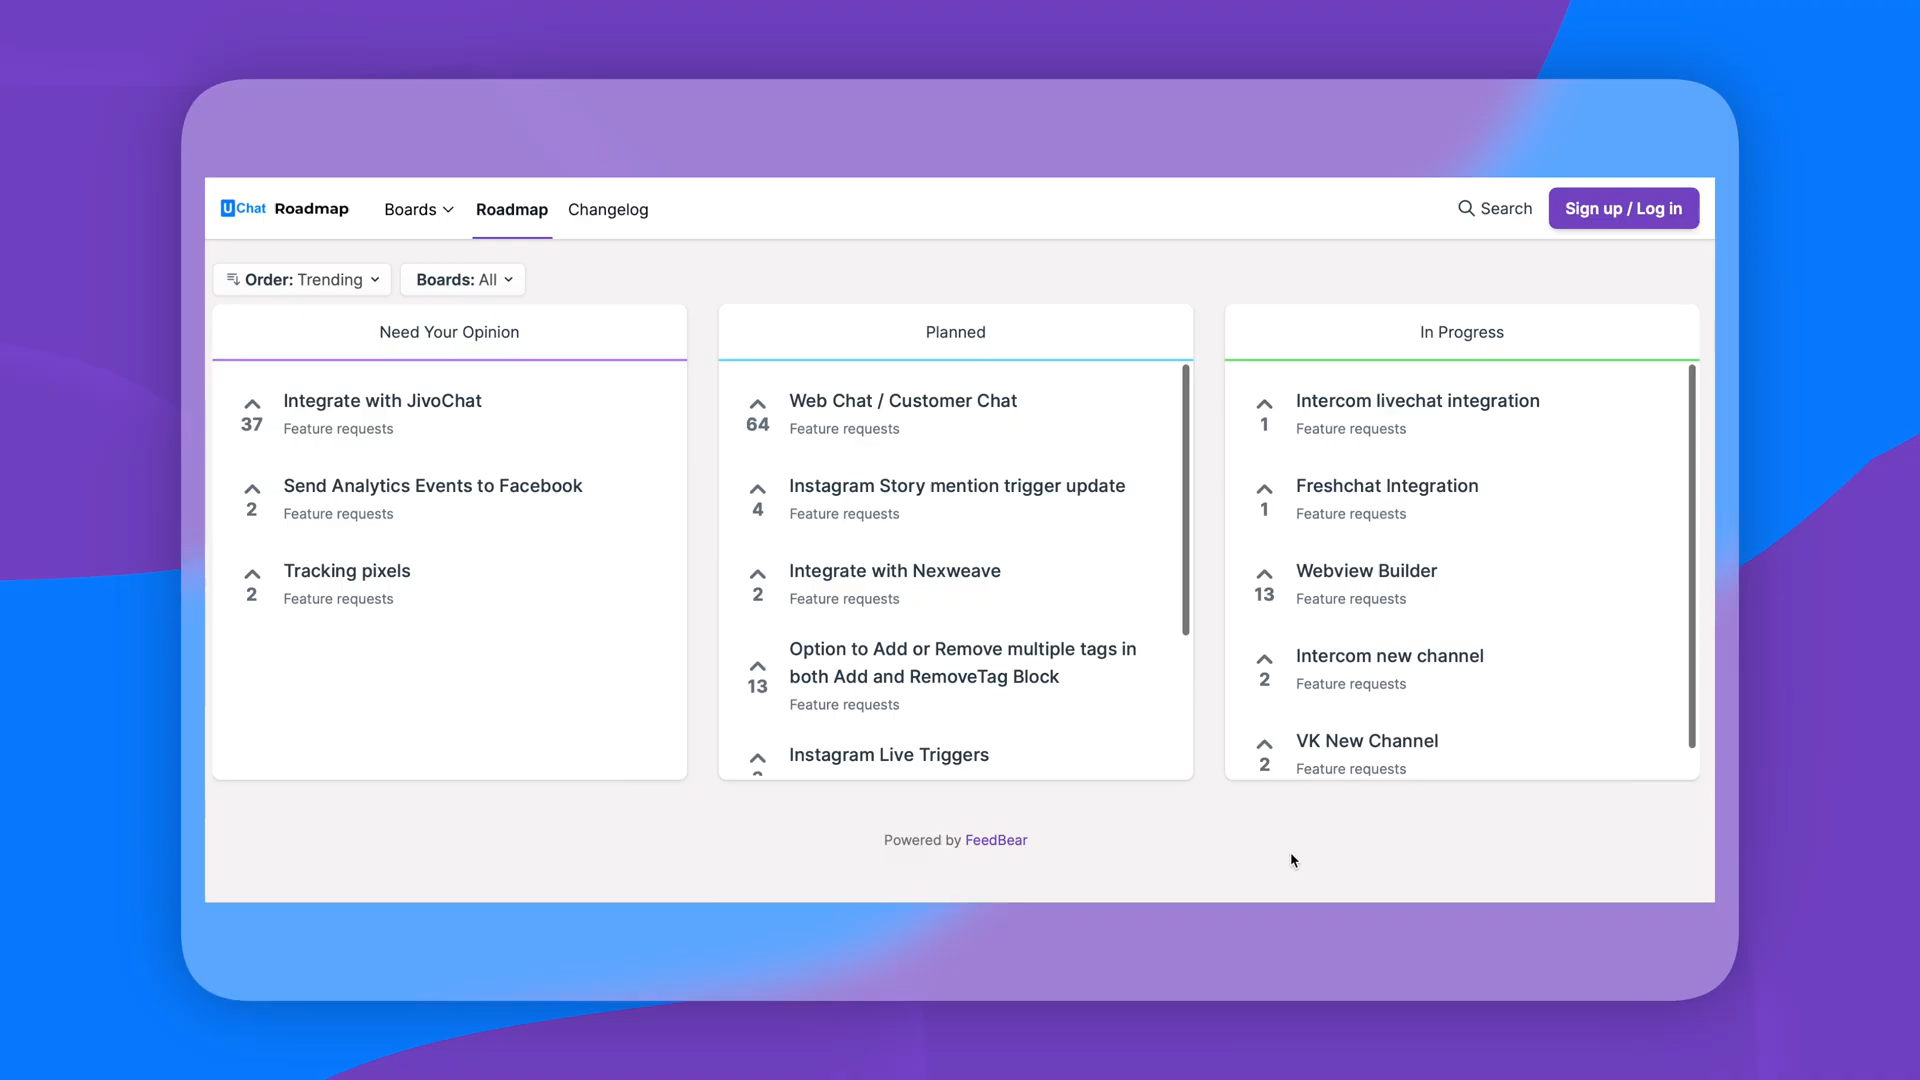 UChat Roadmap Boards Roadmap Changelog Search Sign up / Log in
Order: Trending Boards: All
Need Your Opinion
37 Integrate with JivoChat
Feature requests
2 Send Analytics Events to Facebook
Feature requests
2 Tracking pixels
Feature requests
Planned
64 Web Chat / Customer Chat
Feature requests
4 Instagram Story mention trigger update
Feature requests
2 Integrate with Nexweave
Feature requests
Option to Add or Remove multiple tags in
13 both Add and RemoveTag Block
Feature requests
Instagram Live Triggers
In Progress
1 Intercom livechat integration
Feature requests
1 Freshchat Integration
Feature requests
13 Webview Builder
Feature requests
2 Intercom new channel
Feature requests
2 VK New Channel
Feature requests
Powered by FeedBear